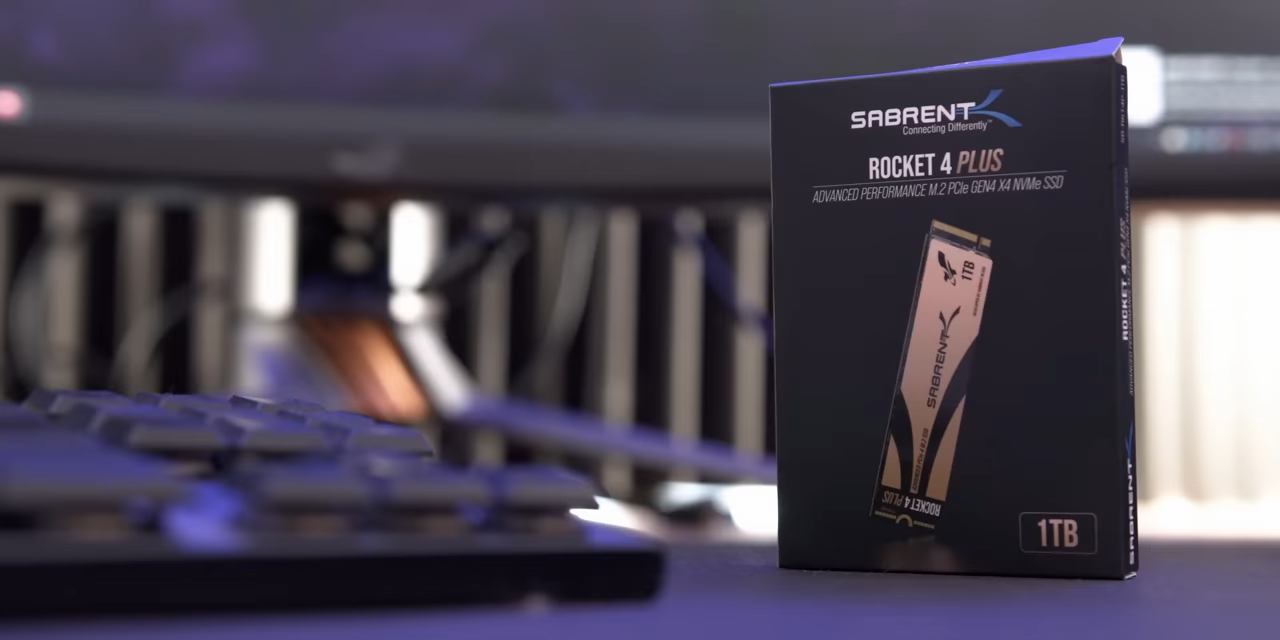 SABRENT
Connecting Differently™
ROCKET 4 PLUS
ADVANCED PERFORMANCE M.2 PCIe GEN4 X4 NVMe SSD
1TB
SABRENT
ROCKET 4 PLUS
1TB
ROCKET 4 PLUS
SABRENT